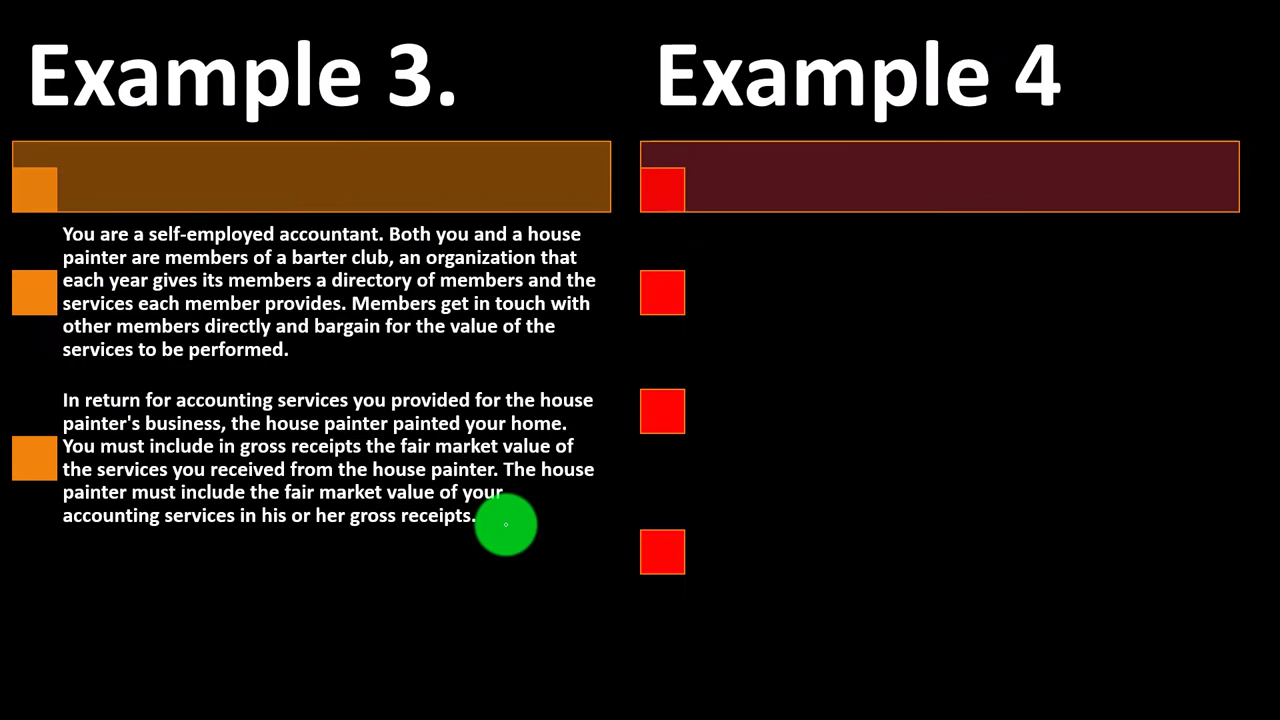 Example 3.
You are a self-employed accountant. Both you and a house
painter are members of a barter club, an organization that
each year gives its members a directory of members and the
services each member provides. Members get in touch with
other members directly and bargain for the value of the
services to be performed.
In return for accounting services you provided for the house
painter's business, the house painter painted your home.
You must include in gross receipts the fair market value of
the services you received from the house painter. The house
painter must include the fair market value of your
accounting services in his or her gross receipts.
Example 4